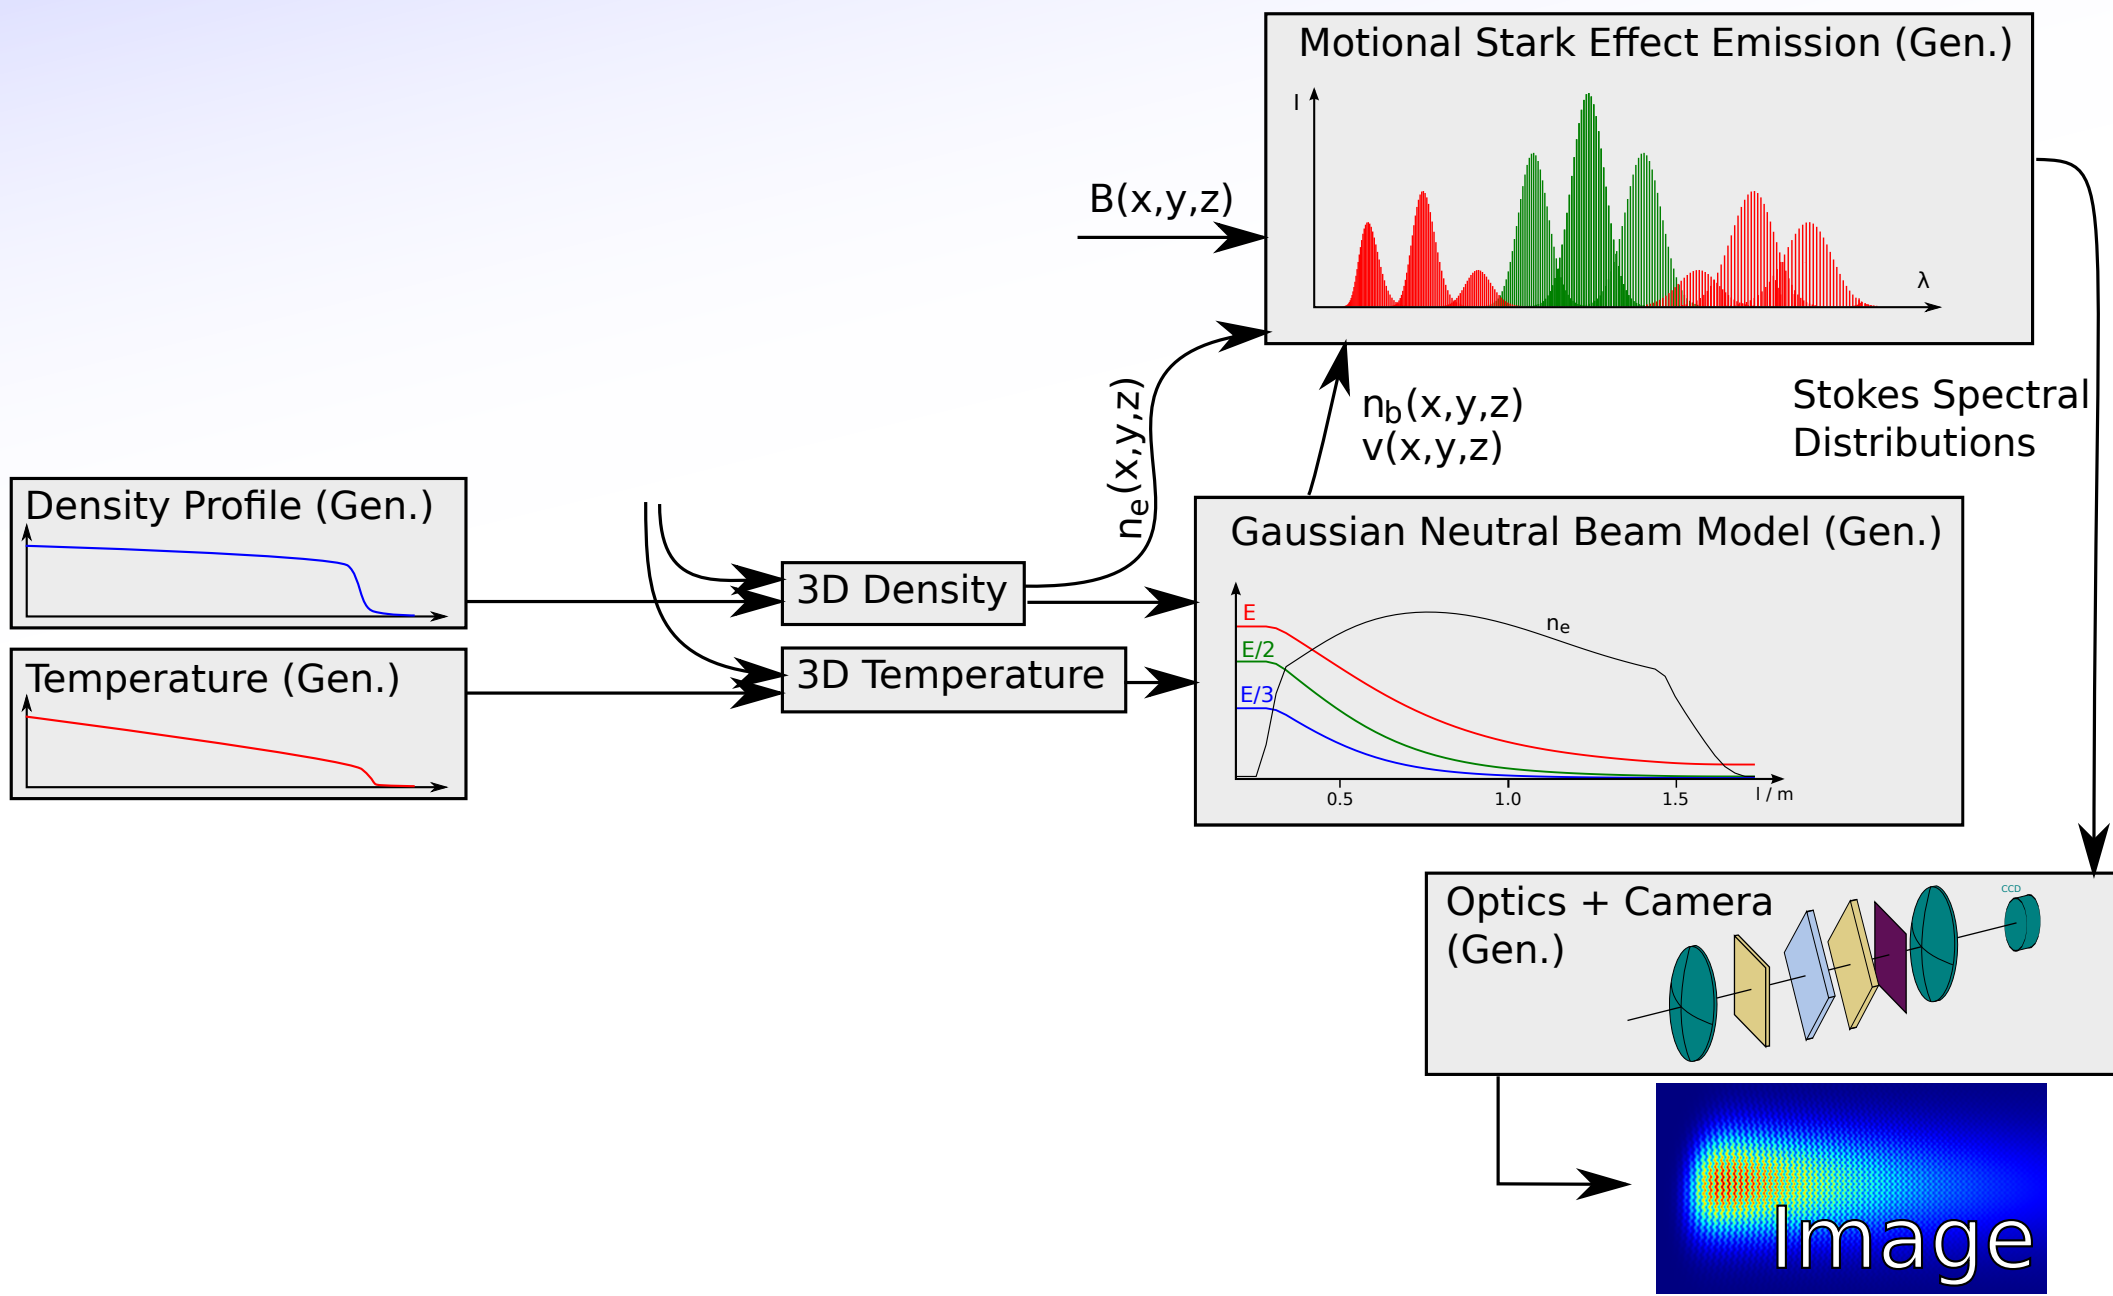 Motional Stark Effect Emission (Gen.)
I
λ
B(x,y,z)
nₑ(x,y,z)
n_b(x,y,z)
v(x,y,z)
Stokes Spectral
Distributions
Density Profile (Gen.)
Temperature (Gen.)
3D Density
3D Temperature
Gaussian Neutral Beam Model (Gen.)
E
E/2
E/3
nₑ
0.5
1.0
1.5
l / m
Optics + Camera
(Gen.)
CCD
Image